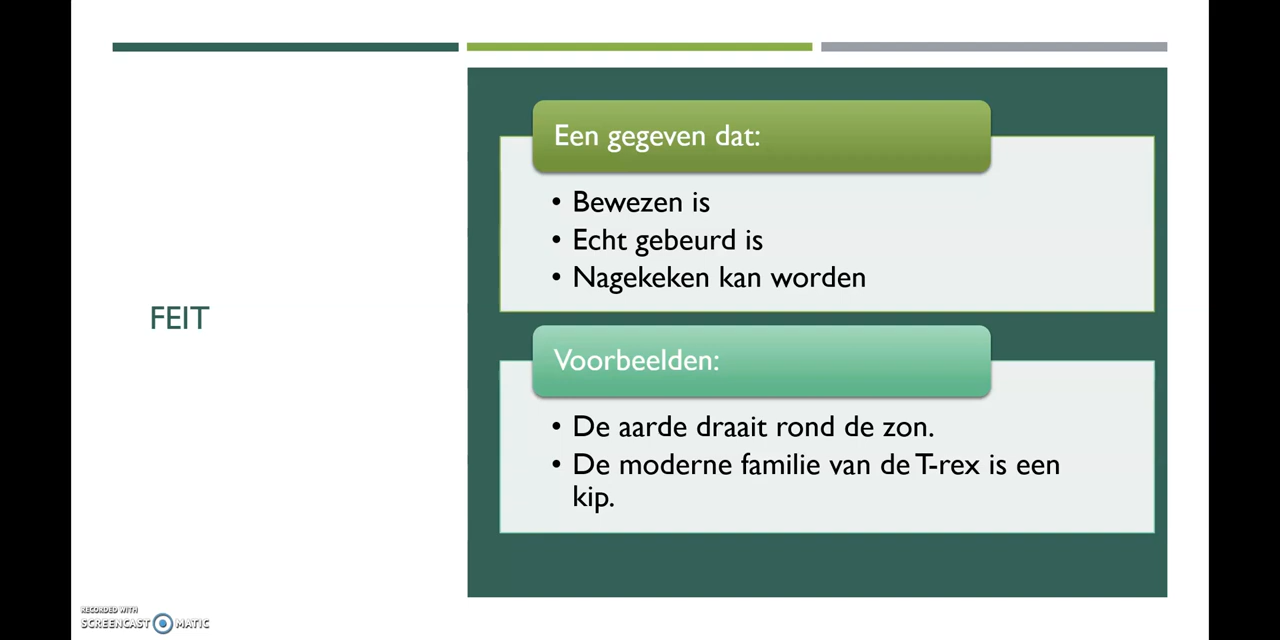 FEIT
Een gegeven dat:
• Bewezen is
• Echt gebeurd is
• Nagekeken kan worden
Voorbeelden:
• De aarde draait rond de zon.
• De moderne familie van de T-rex is een
kip.
RECORDED WITH
SCREENCAST MATIC